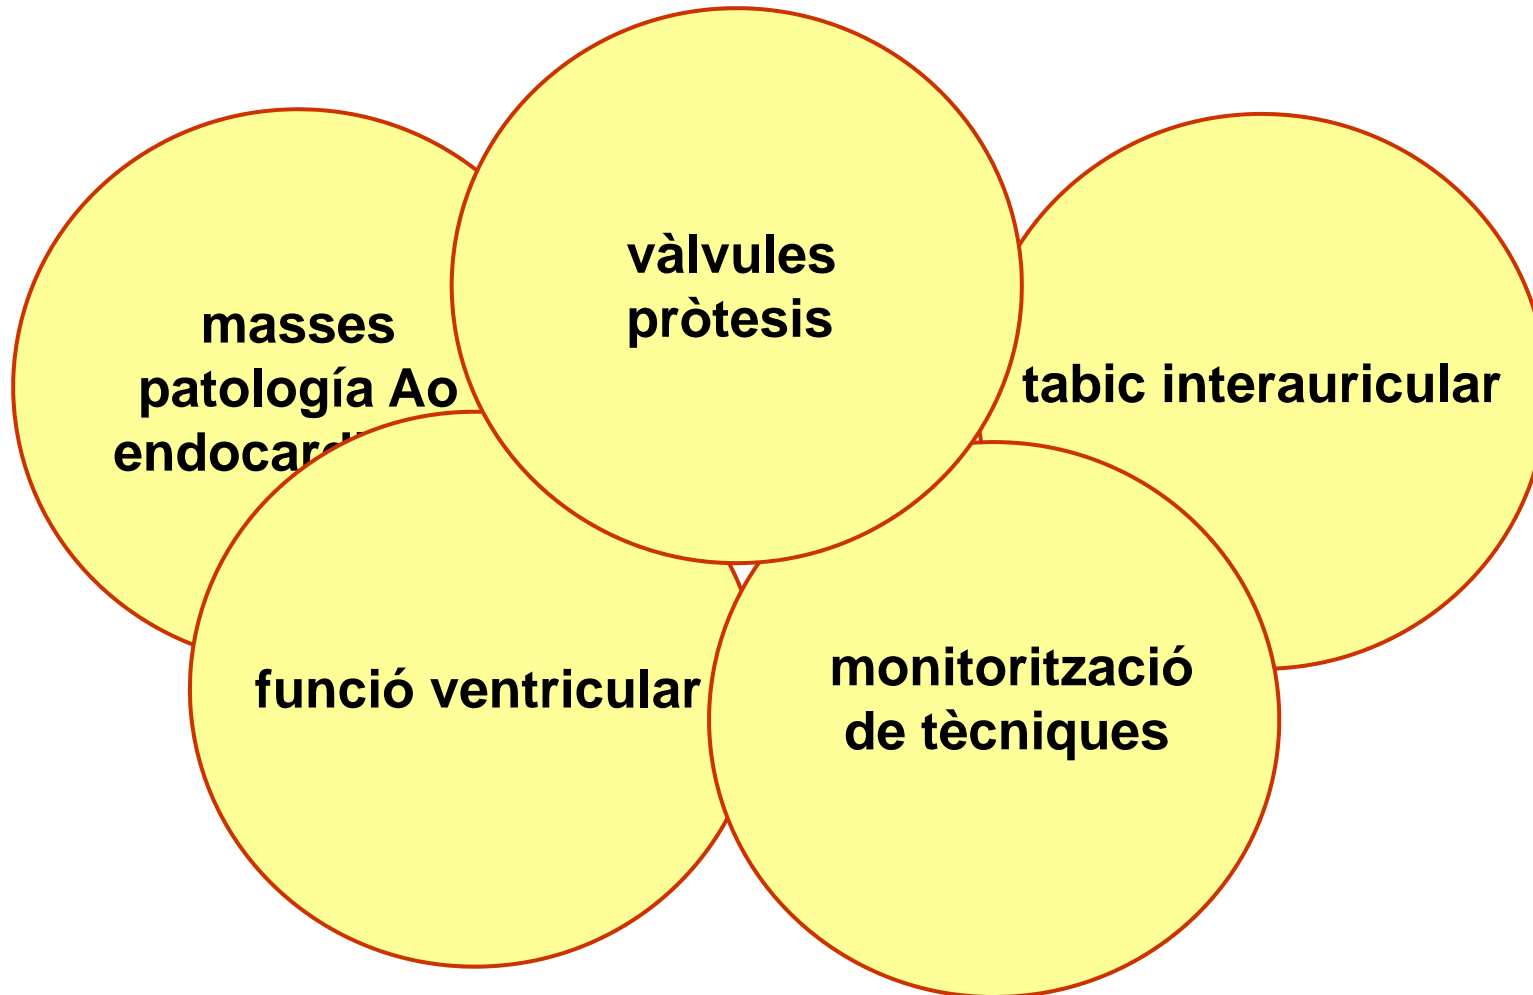 vàlvules
pròtesis
masses
patología Ao
tabic interauricular
funció ventricular
monitorització
de tècniques